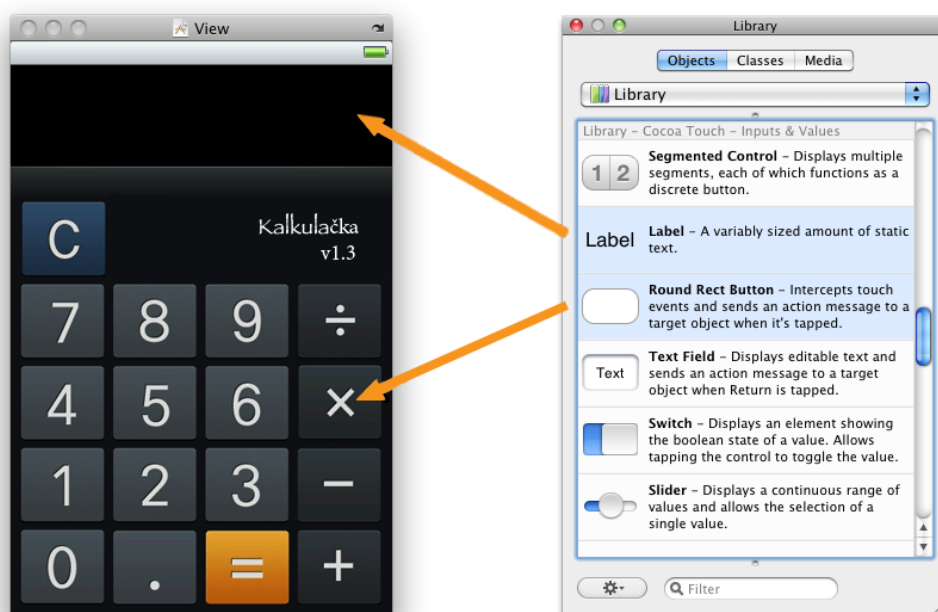 View
Kalkulačka
v1.3
C
7 8 9 ÷
4 5 6 ×
1 2 3 −
0 . = +
Library
Objects Classes Media
Library
Library – Cocoa Touch – Inputs & Values
1 2
Segmented Control – Displays multiple
segments, each of which functions as a
discrete button.
Label
Label – A variably sized amount of static
text.
Round Rect Button – Intercepts touch
events and sends an action message to a
target object when it's tapped.
Text
Text Field – Displays editable text and
sends an action message to a target
object when Return is tapped.
Switch – Displays an element showing
the boolean state of a value. Allows
tapping the control to toggle the value.
Slider – Displays a continuous range of
values and allows the selection of a
single value.
Filter